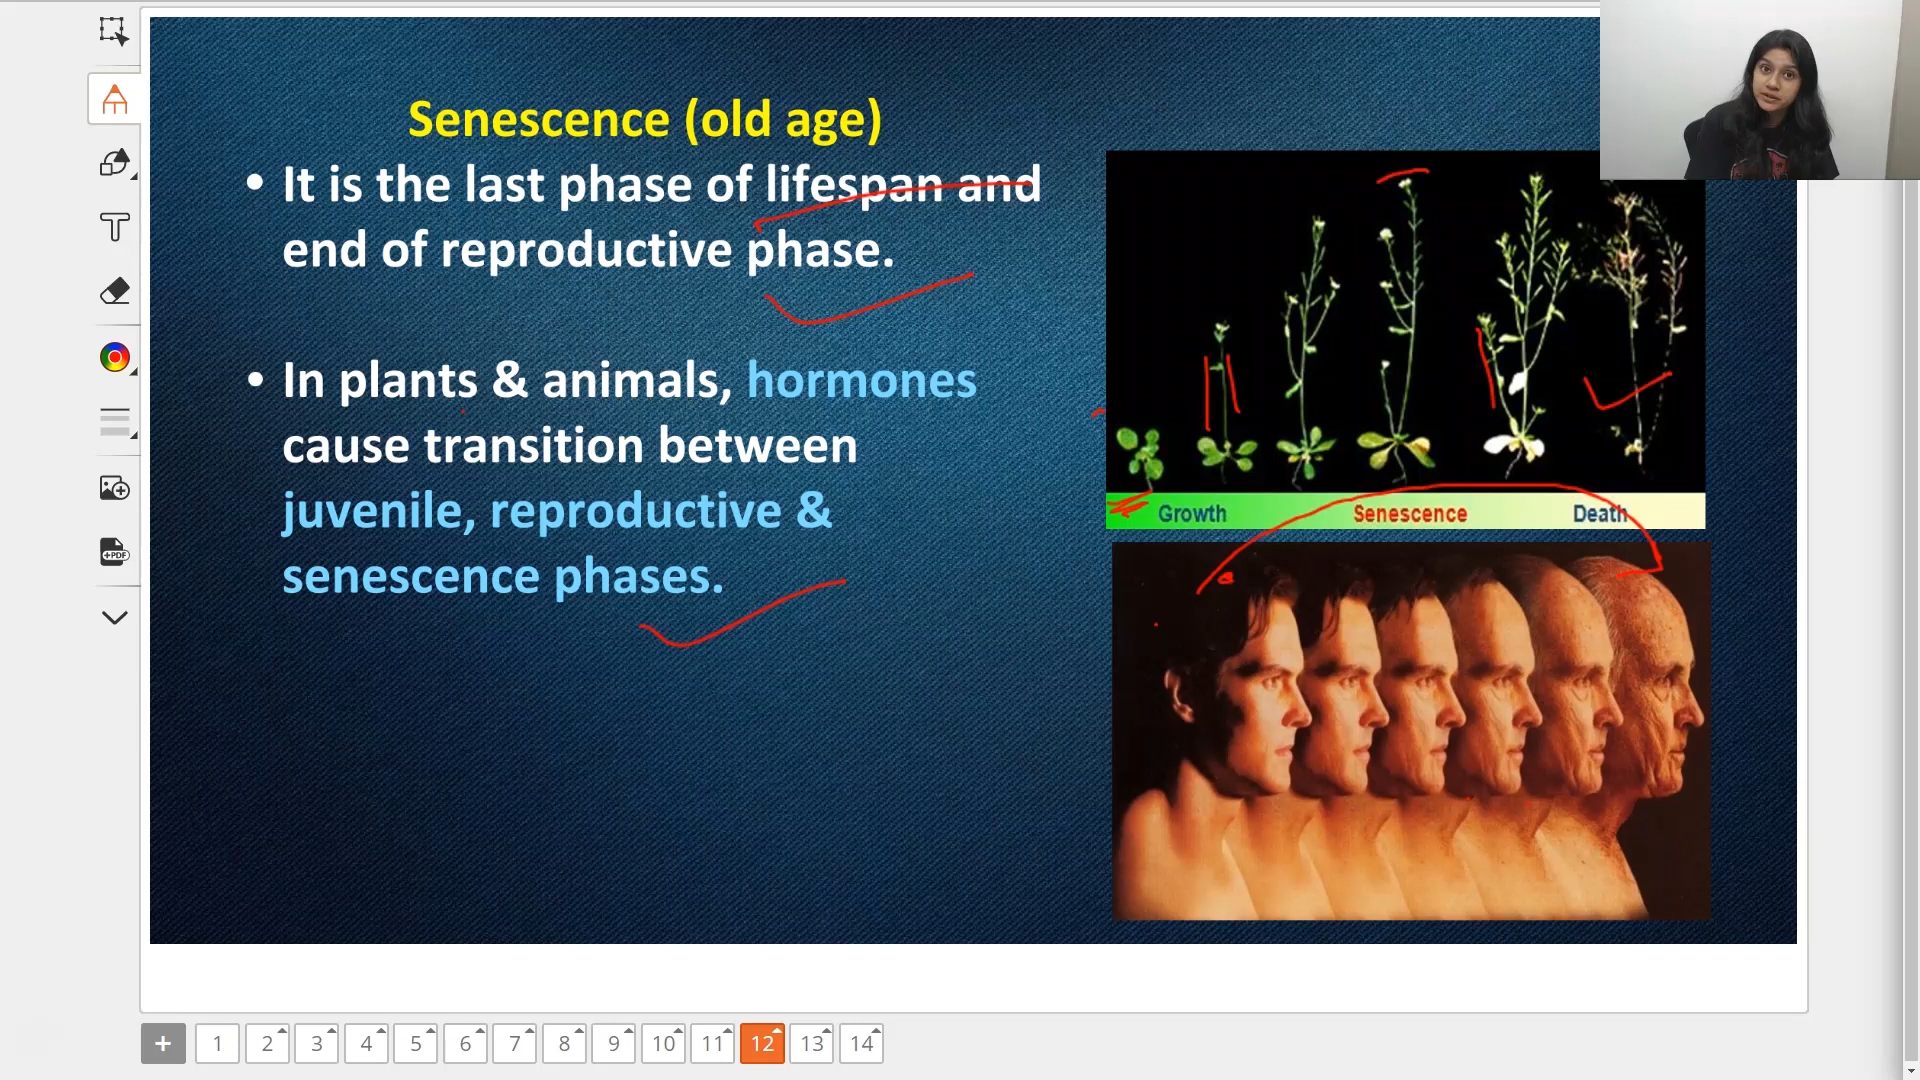 Senescence (old age)
• It is the last phase of lifespan and
end of reproductive phase.
• In plants & animals, hormones
cause transition between
juvenile, reproductive &
senescence phases.
Growth Senescence Death
T
+PDF
+ 1 2 3 4 5 6 7 8 9 10 11 12 13 14